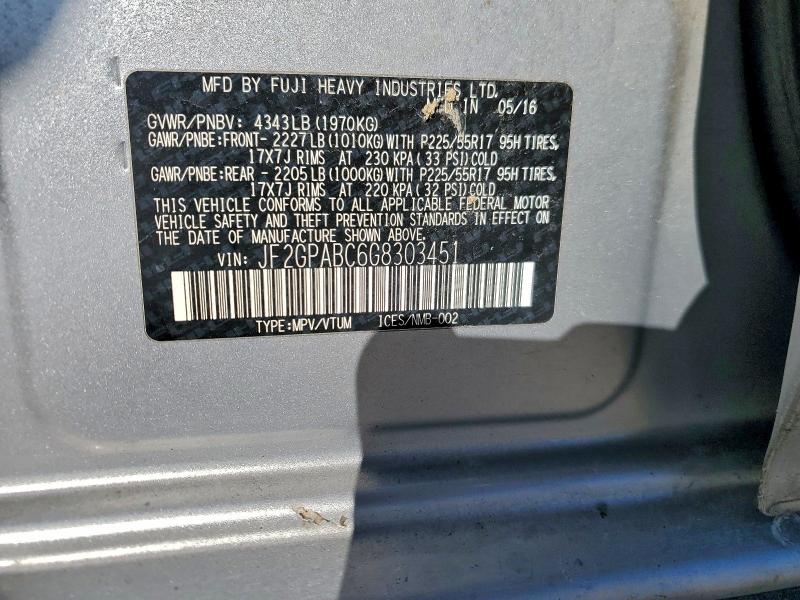 MFD BY FUJI HEAVY INDUSTRIES LTD.
IN 05/16
GVWR/PNBV: 4343LB (1970KG)
GAWR/PNBE:FRONT- 2227LB (1010KG)WITH P225/55R17 95H TIRES,
17X7J RIMS AT 230 KPA ( 33 PSI)COLD
GAWR/PNBE:REAR - 2205LB (1000KG)WITH P225/55R17 95H TIRES,
17X7J RIMS AT 220 KPA ( 32 PSI)COLD
THIS VEHICLE CONFORMS TO ALL APPLICABLE FEDERAL MOTOR
VEHICLE SAFETY AND THEFT PREVENTION STANDARDS IN EFFECT ON
THE DATE OF MANUFACTURE SHOWN ABOVE.
VIN: JF2GPABC6G8303451
TYPE:MPV/VTUM ICES/NMB-002